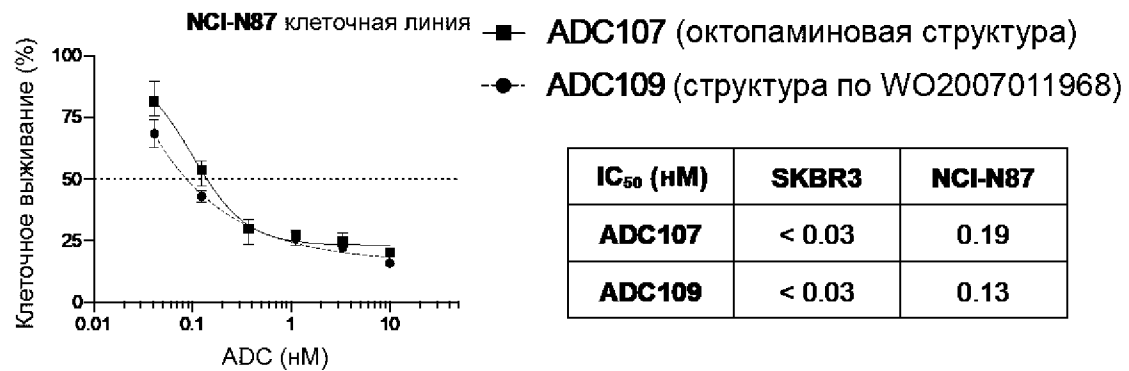 NCI-N87 клеточная линия
ADC107 (октопаминовая структура)
ADC109 (структура по WO2007011968)
Клеточное выживание (%)
100
75
50
25
0
0.01
0.1
1
10
ADC (нМ)
IC₅₀ (нМ) SKBR3 NCI-N87
ADC107 < 0.03 0.19
ADC109 < 0.03 0.13